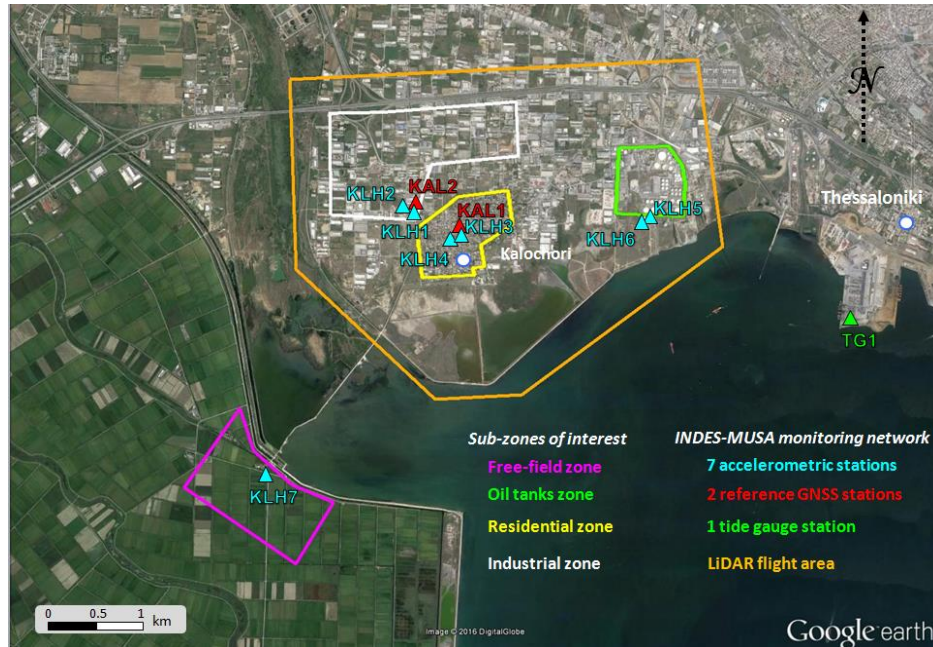 N
Thessaloniki
KAL2
KLH2
KLH1
KAL1
KLH3
KLH4
Kalochori
KLH5
KLH6
TG1
KLH7
Sub-zones of interest
INDES-MUSA monitoring network
Free-field zone
7 accelerometric stations
Oil tanks zone
2 reference GNSS stations
Residential zone
1 tide gauge station
Industrial zone
LiDAR flight area
0 0.5 1
km
Image © 2016 DigitalGlobe
Google earth